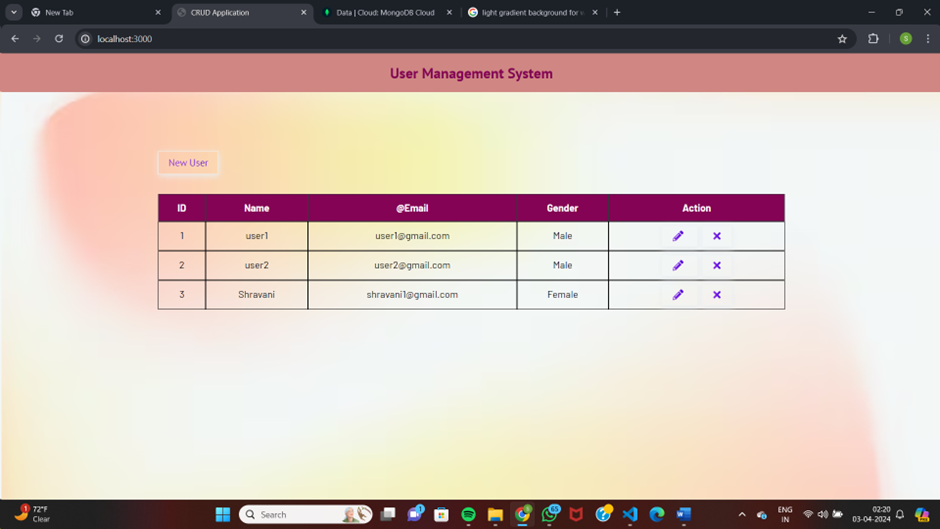 New Tab
CRUD Application
Data | Cloud: MongoDB Cloud
light gradient background for
localhost:3000
S
User Management System
New User
ID Name @Email Gender Action
1 user1 user1@gmail.com Male
2 user2 user2@gmail.com Male
3 Shravani shravani1@gmail.com Female
1
72°F
Clear
Search
1
ENG
IN
02:20
03-04-2024